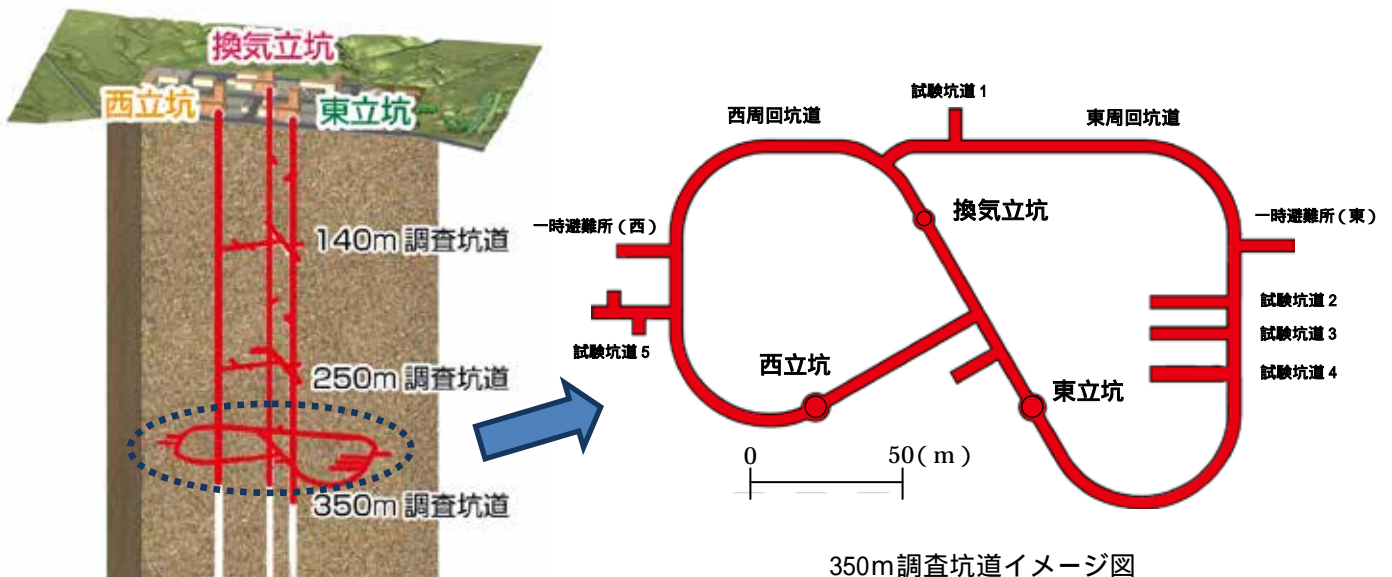 換気立坑
西立坑
東立坑
140m 調査坑道
250m 調査坑道
350m 調査坑道
試験坑道1
西周回坑道
東周回坑道
一時避難所(西)
換気立坑
一時避難所(東)
試験坑道2
試験坑道3
試験坑道4
試験坑道5
西立坑
東立坑
0
50(m)
350m調査坑道イメージ図